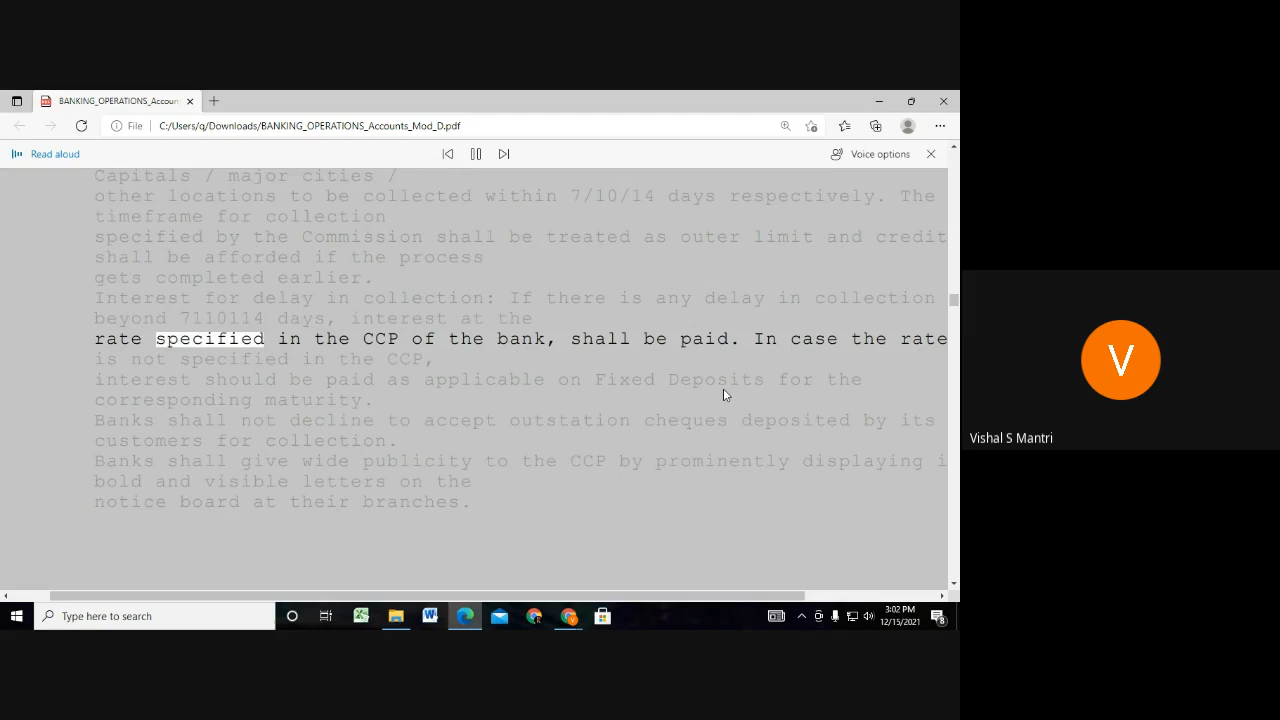 BANKING_OPERATIONS_Accoun
File
C:/Users/q/Downloads/BANKING_OPERATIONS_Accounts_Mod_D.pdf
Read aloud
Voice options
Capitals / major cities /
other locations to be collected within 7/10/14 days respectively. The
timeframe for collection
specified by the Commission shall be treated as outer limit and credit
shall be afforded if the process
gets completed earlier.
Interest for delay in collection: If there is any delay in collection
beyond 7110114 days, interest at the
rate specified in the CCP of the bank, shall be paid. In case the rate
is not specified in the CCP,
interest should be paid as applicable on Fixed Deposits for the
corresponding maturity.
Banks shall not decline to accept outstation cheques deposited by its
customers for collection.
Banks shall give wide publicity to the CCP by prominently displaying i
bold and visible letters on the
notice board at their branches.
Vishal S Mantri
Type here to search
3:02 PM
12/15/2021
8
V